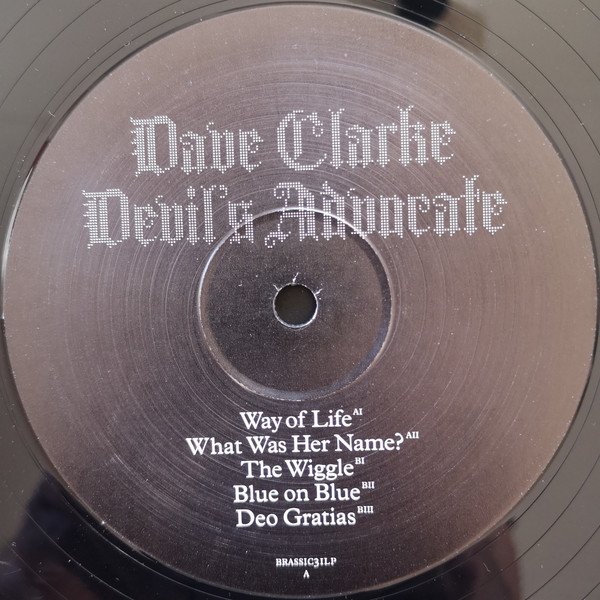 Dave Clarke
Devil's Advocate
Way of Life AI
What Was Her Name? AII
The Wiggle BI
Blue on Blue BII
Deo Gratias BIII
BRASSIC31LP
A